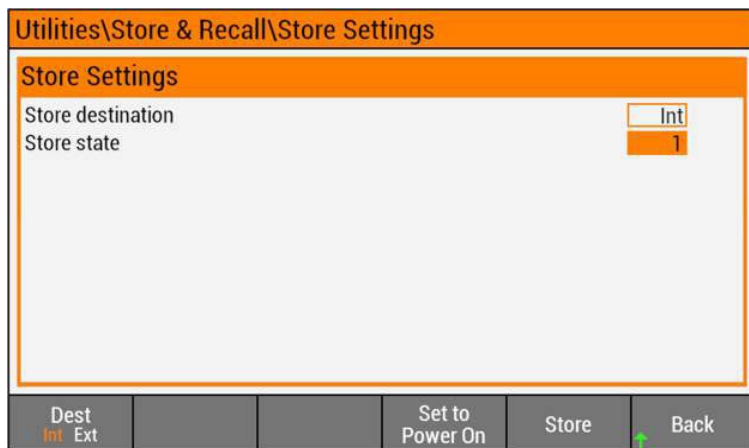 Utilities\Store & Recall\Store Settings
Store Settings
Store destination Int
Store state 1
Dest
Int Ext
Set to
Power On
Store
Back